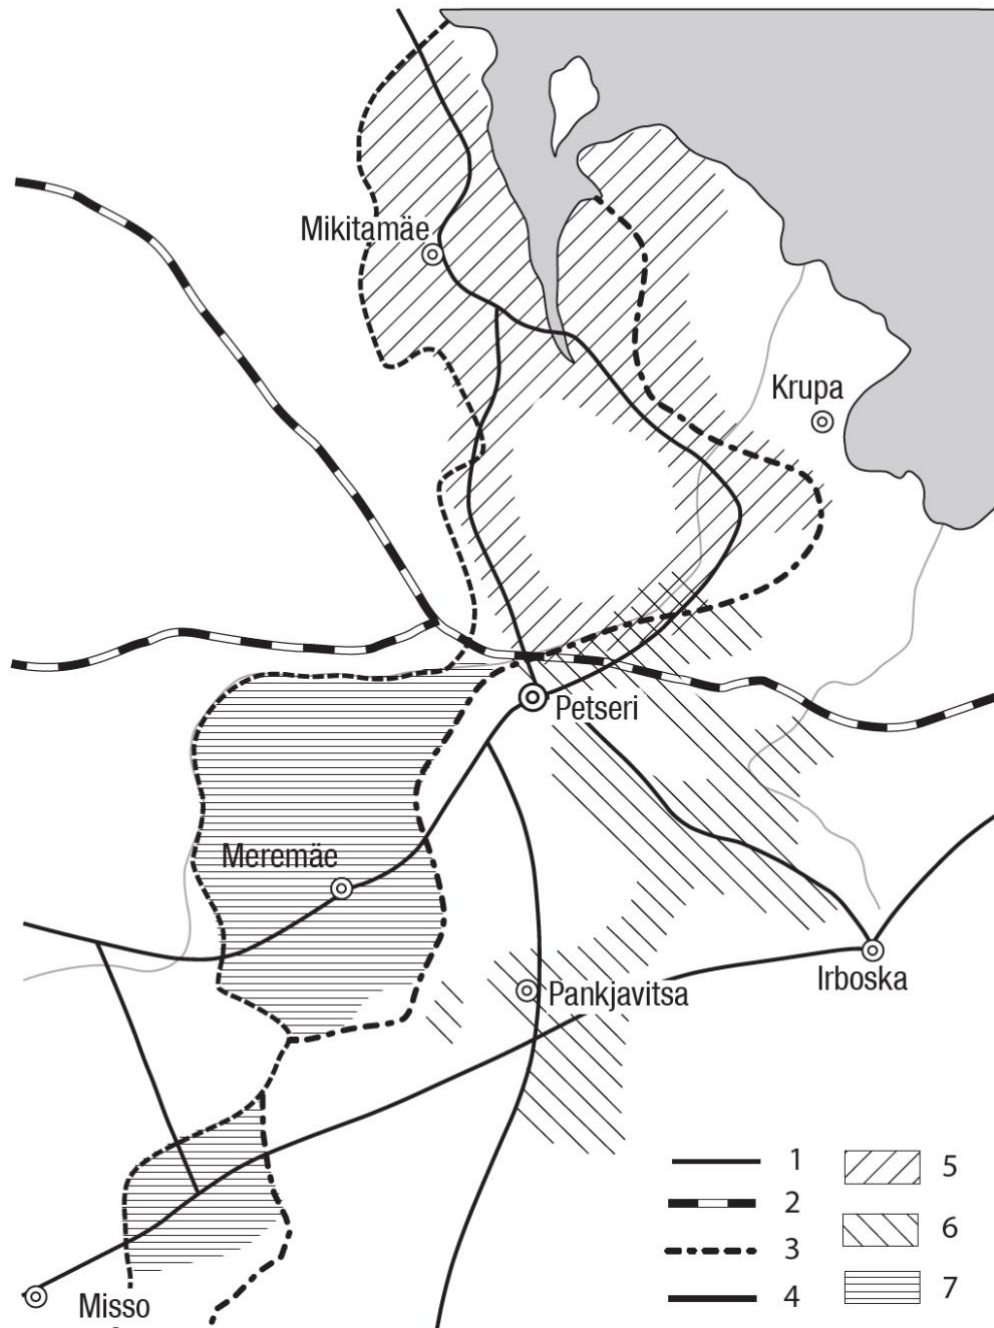 Mikitamäe
Krupa
Petseri
Meremäe
Irboska
Pankjavitsa
Misso
1
2
3
4
5
6
7